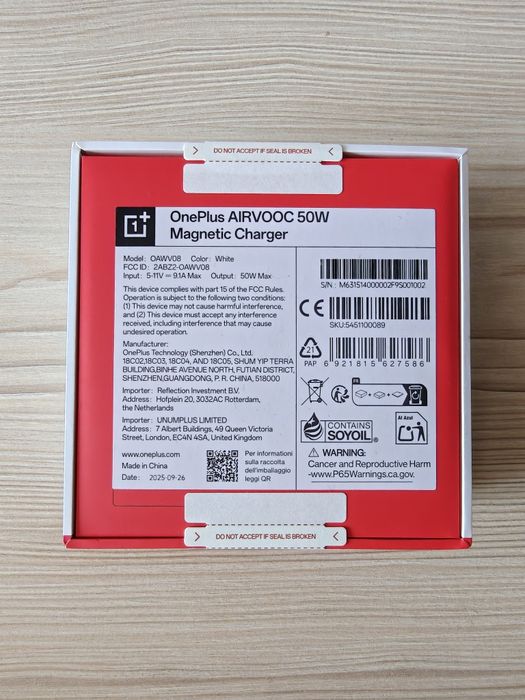 DO NOT ACCEPT IF SEAL IS BROKEN
1+
OnePlus AIRVOOC 50W
Magnetic Charger
Model: OAWV08 Color: White
FCC ID: 2ABZ2-OAWV08
Input: 5-11V ⎓ 9.1A Max Output: 50W Max
This device complies with part 15 of the FCC Rules.
Operation is subject to the following two conditions:
(1) This device may not cause harmful interference,
and (2) This device must accept any interference
received, including interference that may cause
undesired operation.
Manufacturer:
OnePlus Technology (Shenzhen) Co., Ltd.
18C02,18C03, 18C04, AND 18C05, SHUM YIP TERRA
BUILDING,BINHE AVENUE NORTH, FUTIAN DISTRICT,
SHENZHEN,GUANGDONG, P. R. CHINA, 518000
Importer: Reflection Investment B.V.
Address: Hofplein 20, 3032AC Rotterdam,
the Netherlands
Importer: UNUMPLUS LIMITED
Address: 7 Albert Buildings, 49 Queen Victoria
Street, London, EC4N 4SA, United Kingdom
www.oneplus.com
Made in China
Date: 2025-09-26
Per informazioni
sulla raccolta
dell'imballaggio
leggi QR
S/N: M631514000002F9S001002
CE
SKU:5451100089
21
PAP
6 921815 627586
FR
CONTAINS
SOYOIL
®
Al Azul
⚠ WARNING:
Cancer and Reproductive Harm
-www.P65Warnings.ca.gov.
DO NOT ACCEPT IF SEAL IS BROKEN